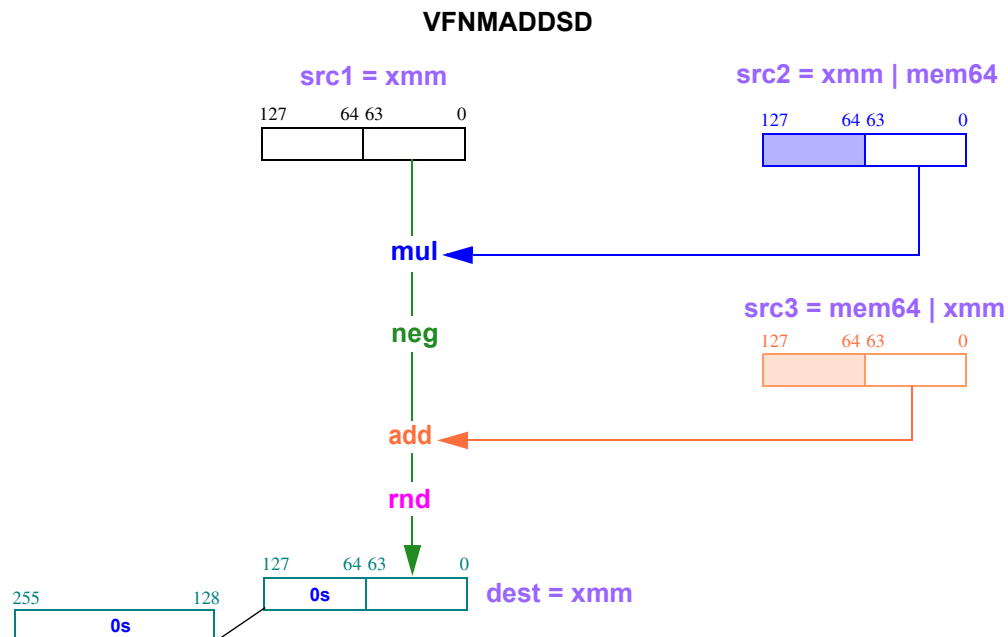 VFNMADDSD
src1 = xmm
src2 = xmm | mem64
127 64 63 0
127 64 63 0
mul
src3 = mem64 | xmm
neg
127 64 63 0
add
rnd
127 64 63 0
0s
dest = xmm
255 128
0s